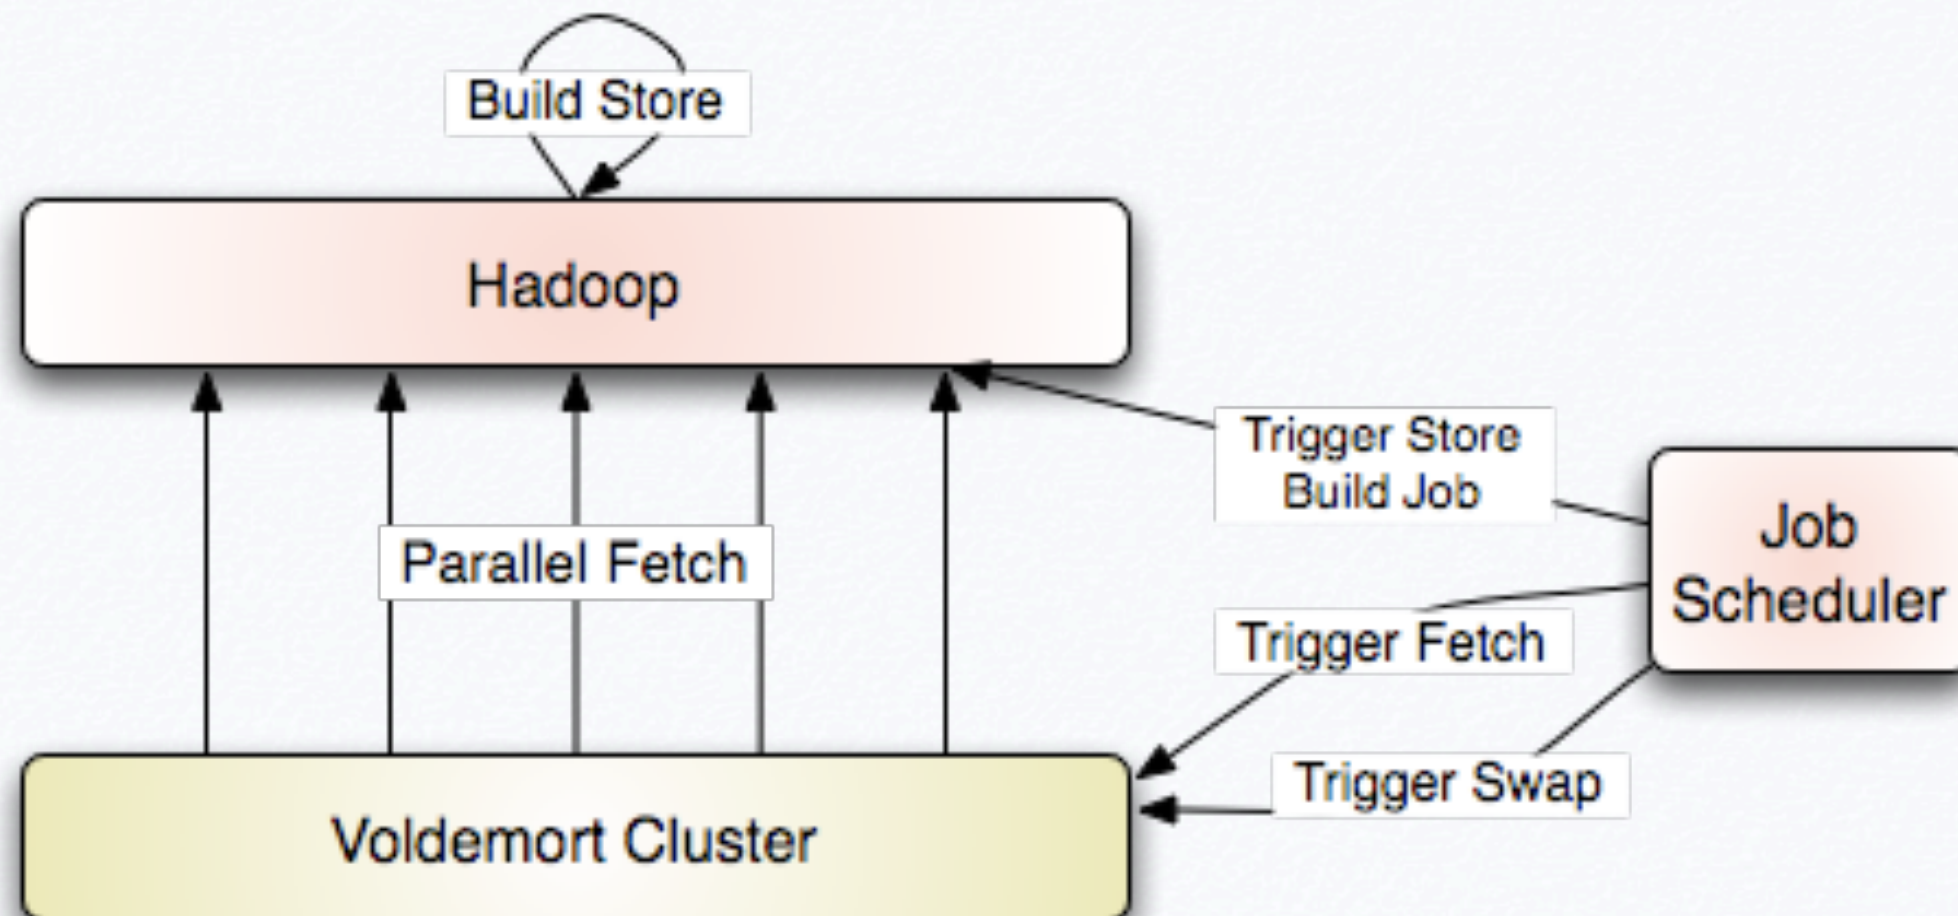 Build Store
Hadoop
Trigger Store
Build Job
Job
Scheduler
Parallel Fetch
Trigger Fetch
Trigger Swap
Voldemort Cluster